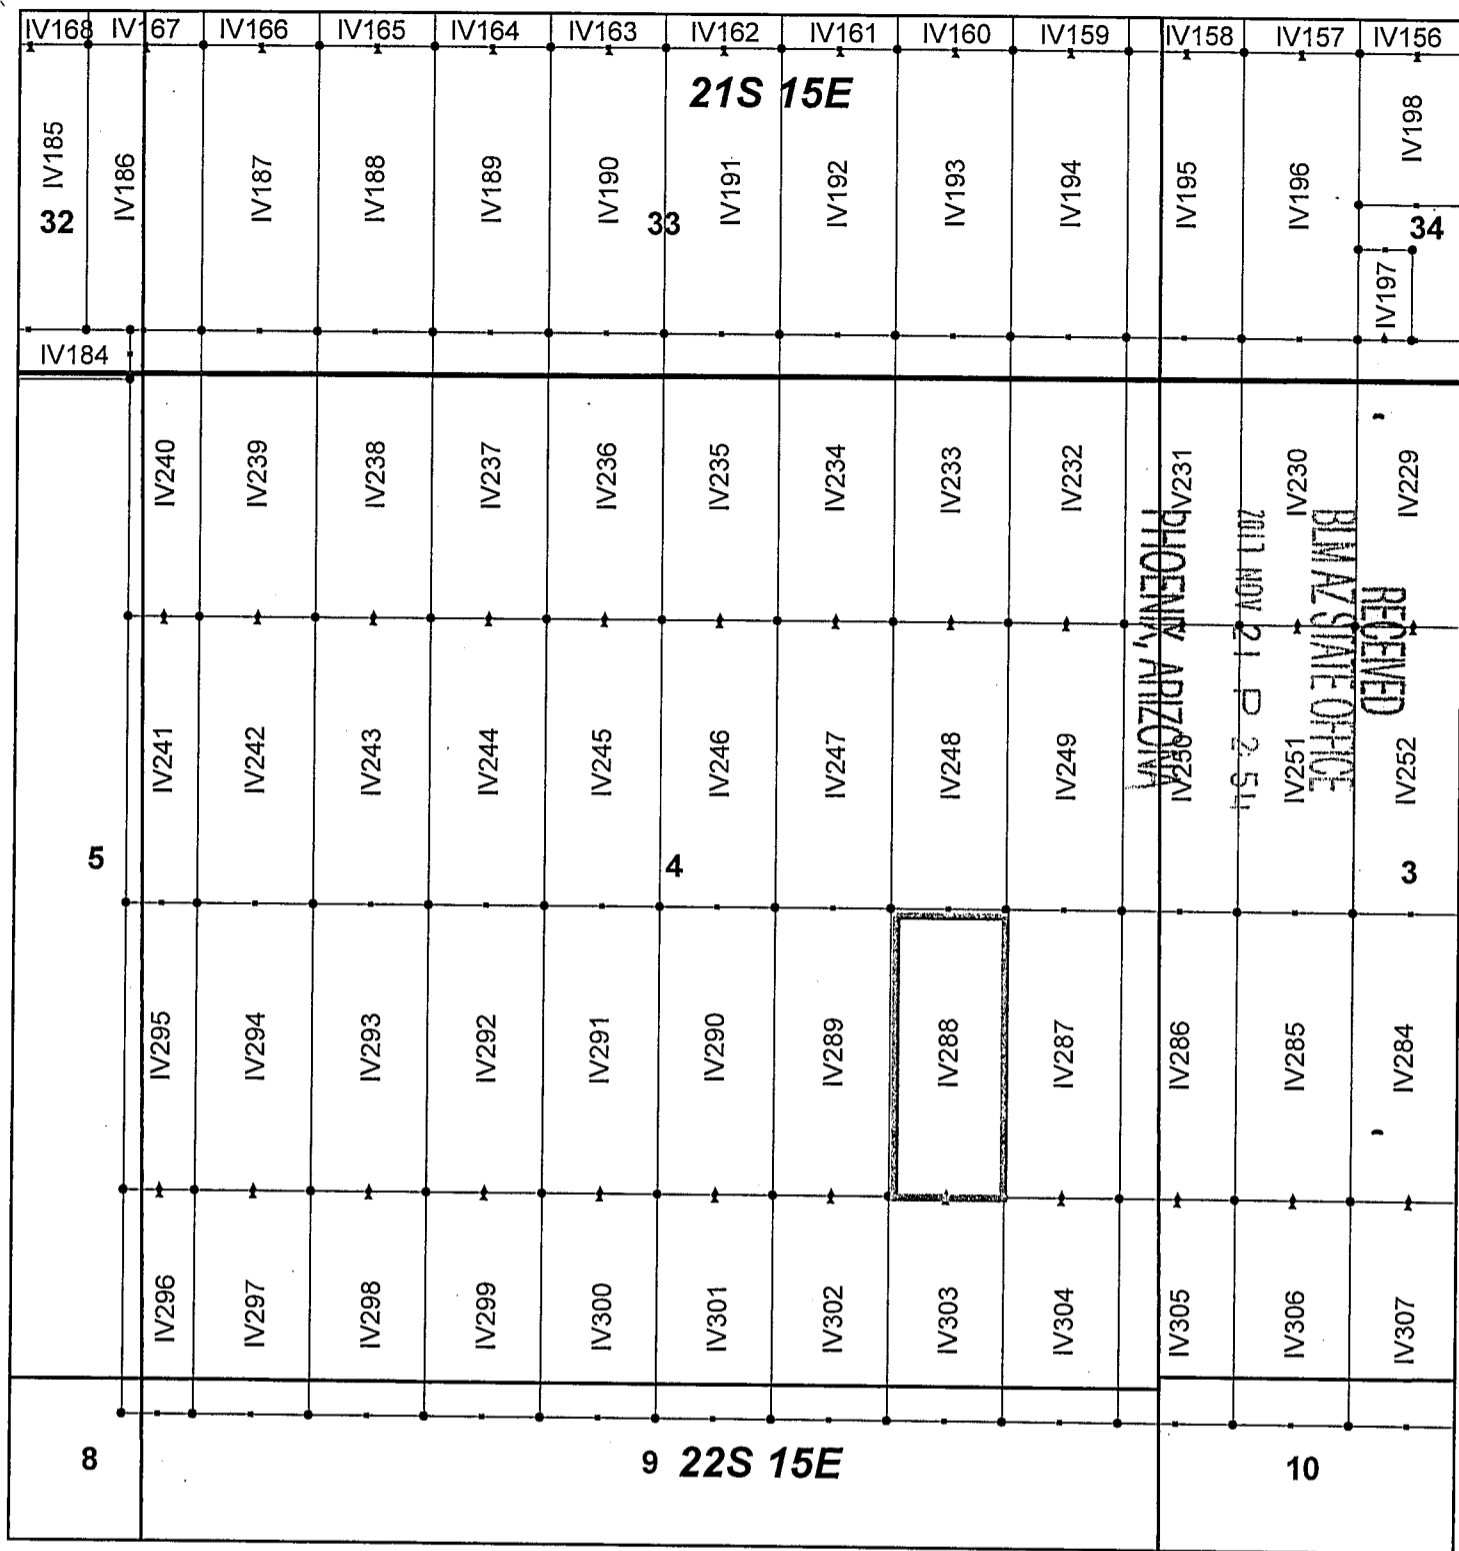 IV168 IV167 IV166 IV165 IV164 IV163 IV162 IV161 IV160 IV159 IV158 IV157 IV156
21S 15E
IV185 IV186 IV187 IV188 IV189 IV190 IV191 IV192 IV193 IV194 IV195 IV196 IV198
32 33 34
IV197
IV184
IV240 IV239 IV238 IV237 IV236 IV235 IV234 IV233 IV232 IV231 IV230 IV229
RECEIVED
BLM AZ STATE OFFICE
2017 NOV 21 P 2:54
PHOENIX, ARIZONA
IV241 IV242 IV243 IV244 IV245 IV246 IV247 IV248 IV249 IV250 IV251 IV252
5 4 3
IV295 IV294 IV293 IV292 IV291 IV290 IV289 IV288 IV287 IV286 IV285 IV284
IV296 IV297 IV298 IV299 IV300 IV301 IV302 IV303 IV304 IV305 IV306 IV307
8 9 22S 15E 10